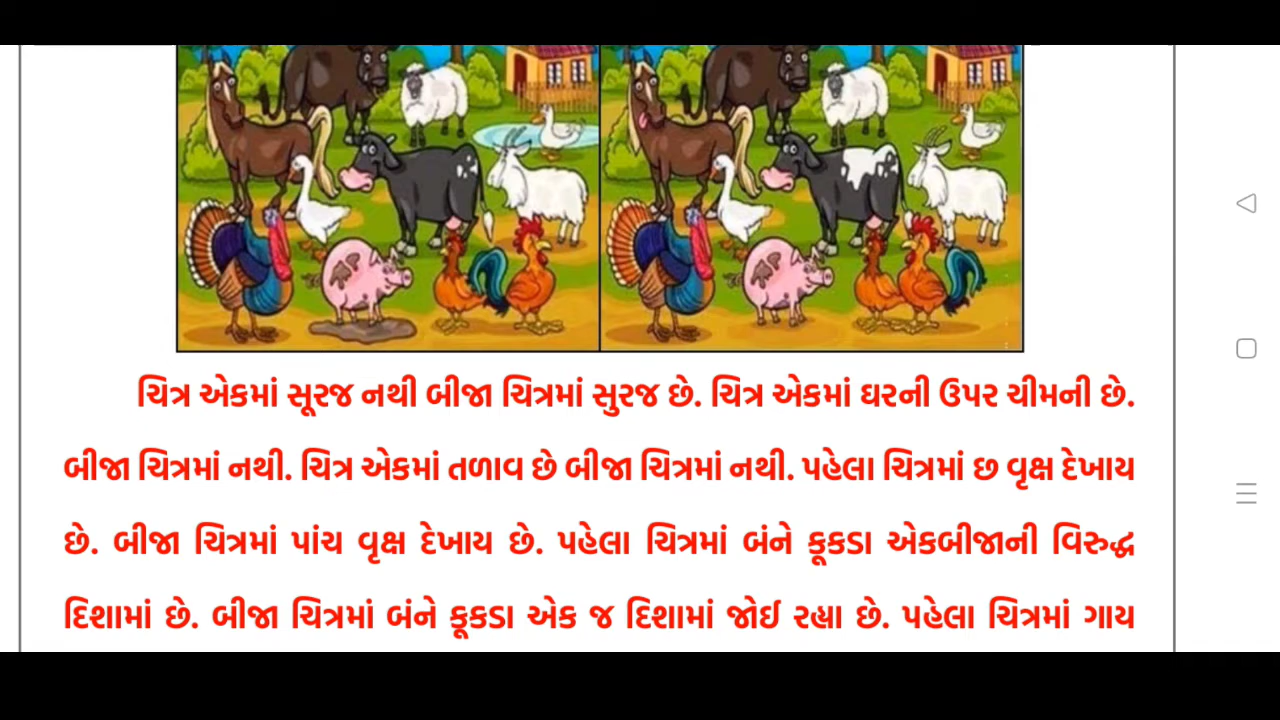 ચિત્ર એકમાં સૂરજ નથી બીજા ચિત્રમાં સુરજ છે. ચિત્ર એકમાં ઘરની ઉપર ચીમની છે.
બીજા ચિત્રમાં નથી. ચિત્ર એકમાં તળાવ છે બીજા ચિત્રમાં નથી. પહેલા ચિત્રમાં છ વૃક્ષ દેખાય
છે. બીજા ચિત્રમાં પાંચ વૃક્ષ દેખાય છે. પહેલા ચિત્રમાં બંને કૂકડા એકબીજાની વિરુદ્ધ
દિશામાં છે. બીજા ચિત્રમાં બંને કૂકડા એક જ દિશામાં જોઈ રહ્યા છે. પહેલા ચિત્રમાં ગાય